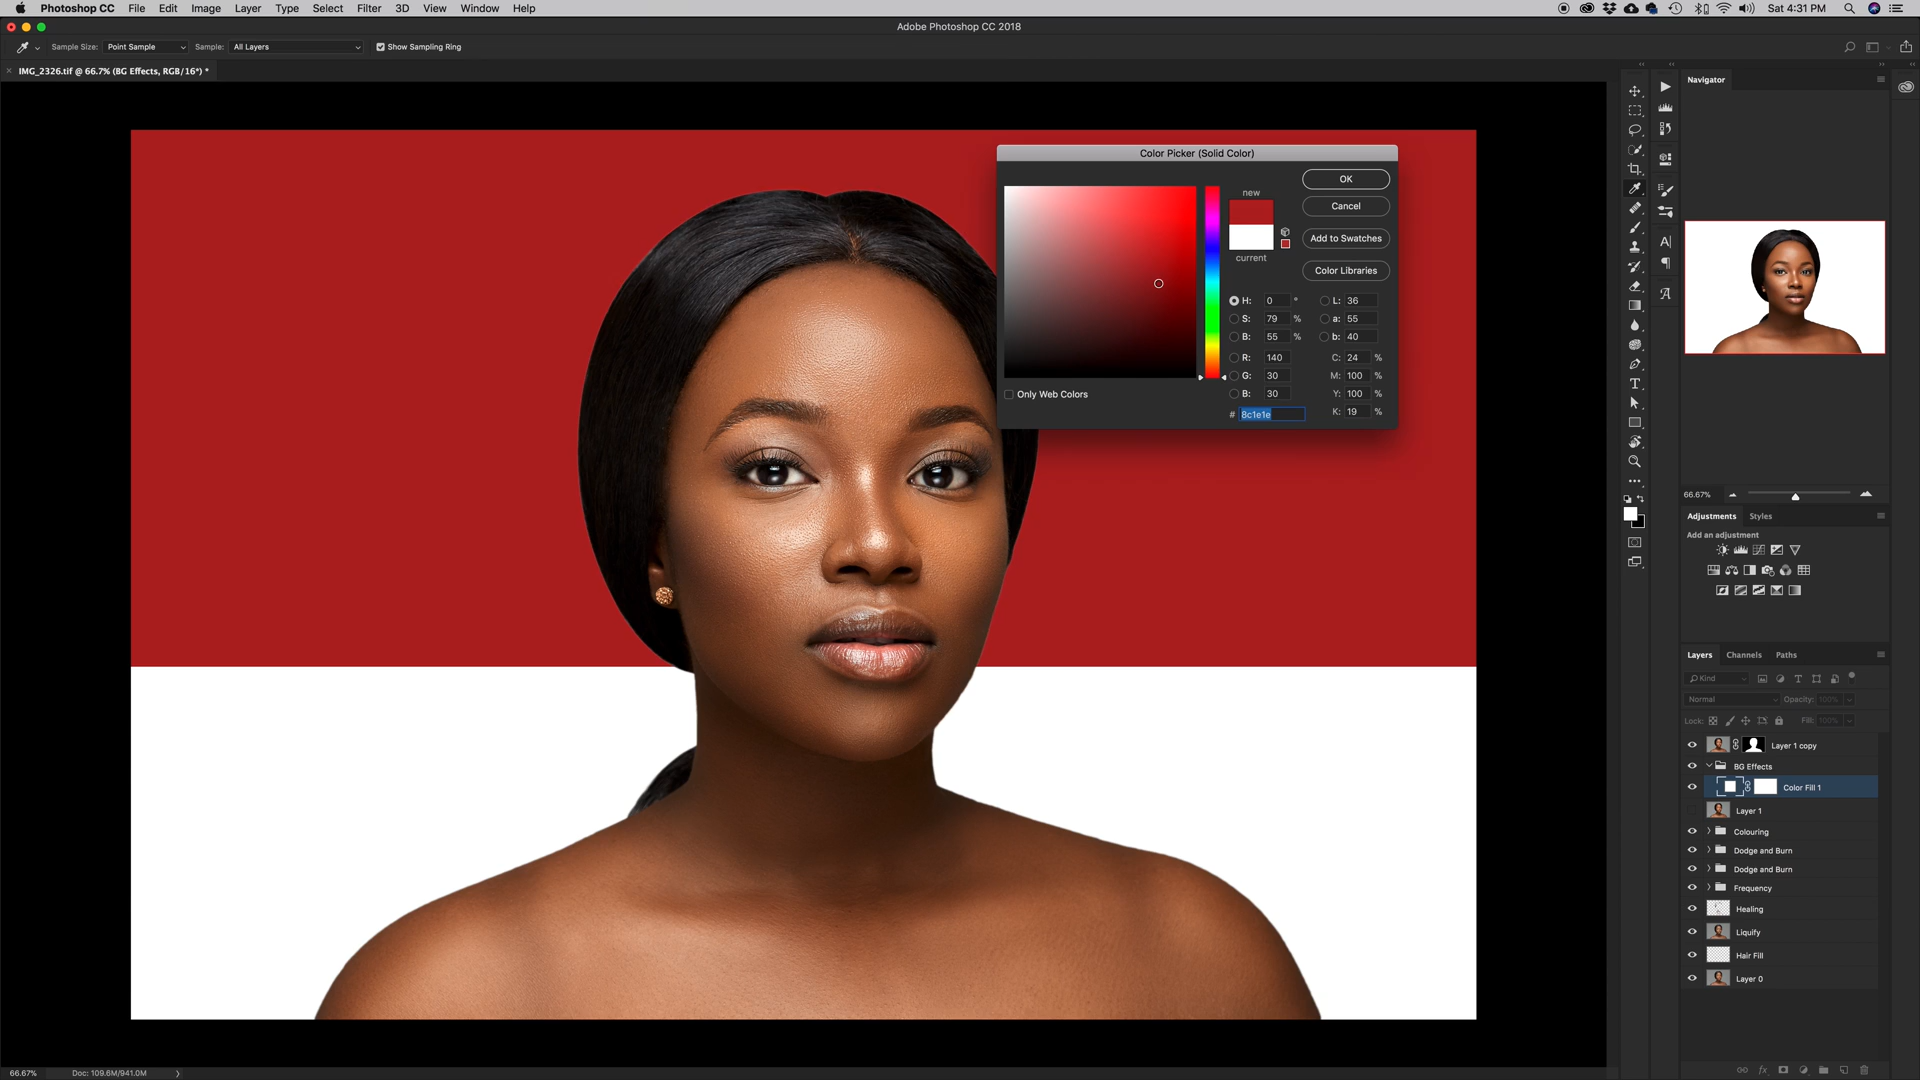 Photoshop CC File Edit Image Layer Type Select Filter 3D View Window Help Sat 4:31 PM
Adobe Photoshop CC 2018
Sample Size: Point Sample Sample: All Layers Show Sampling Ring
IMG_2326.tif @ 66.7% (BG Effects, RGB/16*) *
Navigator
Color Picker (Solid Color)
new
current
OK
Cancel
Add to Swatches
Color Libraries
H: 0 °
S: 79 %
B: 55 %
R: 140
G: 30
B: 30
# 8c1e1e
L: 36
a: 55
b: 40
C: 24 %
M: 100 %
Y: 100 %
K: 19 %
Only Web Colors
66.67%
Adjustments Styles
Add an adjustment
Layers Channels Paths
Kind
Normal Opacity: 100%
Lock: Fill: 100%
Layer 1 copy
BG Effects
Color Fill 1
Layer 1
Colouring
Dodge and Burn
Dodge and Burn
Frequency
Healing
Liquify
Hair Fill
Layer 0
66.67% Doc: 109.6M/941.0M